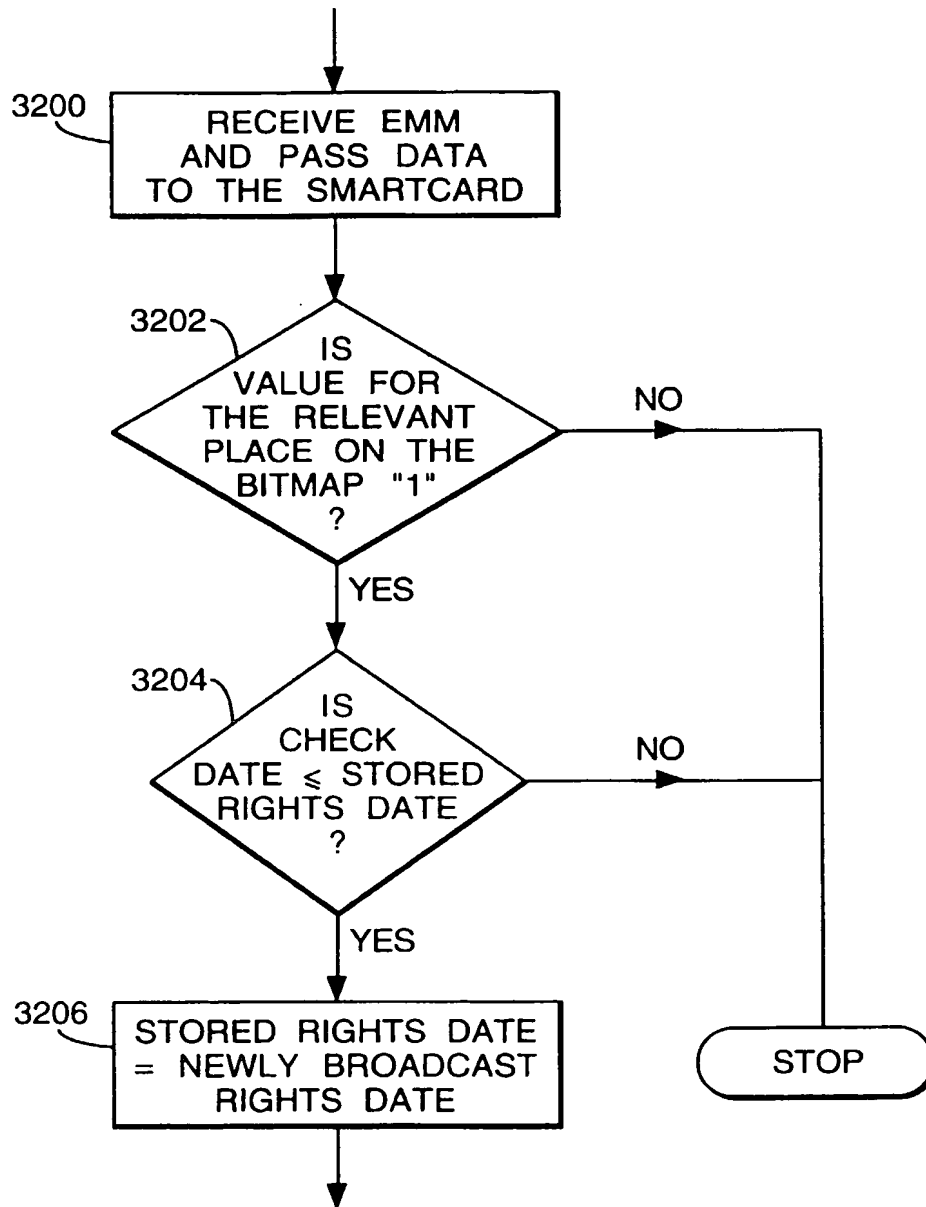 3200
RECEIVE EMM
AND PASS DATA
TO THE SMARTCARD
3202
IS
VALUE FOR
THE RELEVANT
PLACE ON THE
BITMAP "1"
?
NO
YES
3204
IS
CHECK
DATE ⩽ STORED
RIGHTS DATE
?
NO
YES
3206
STORED RIGHTS DATE
= NEWLY BROADCAST
RIGHTS DATE
STOP